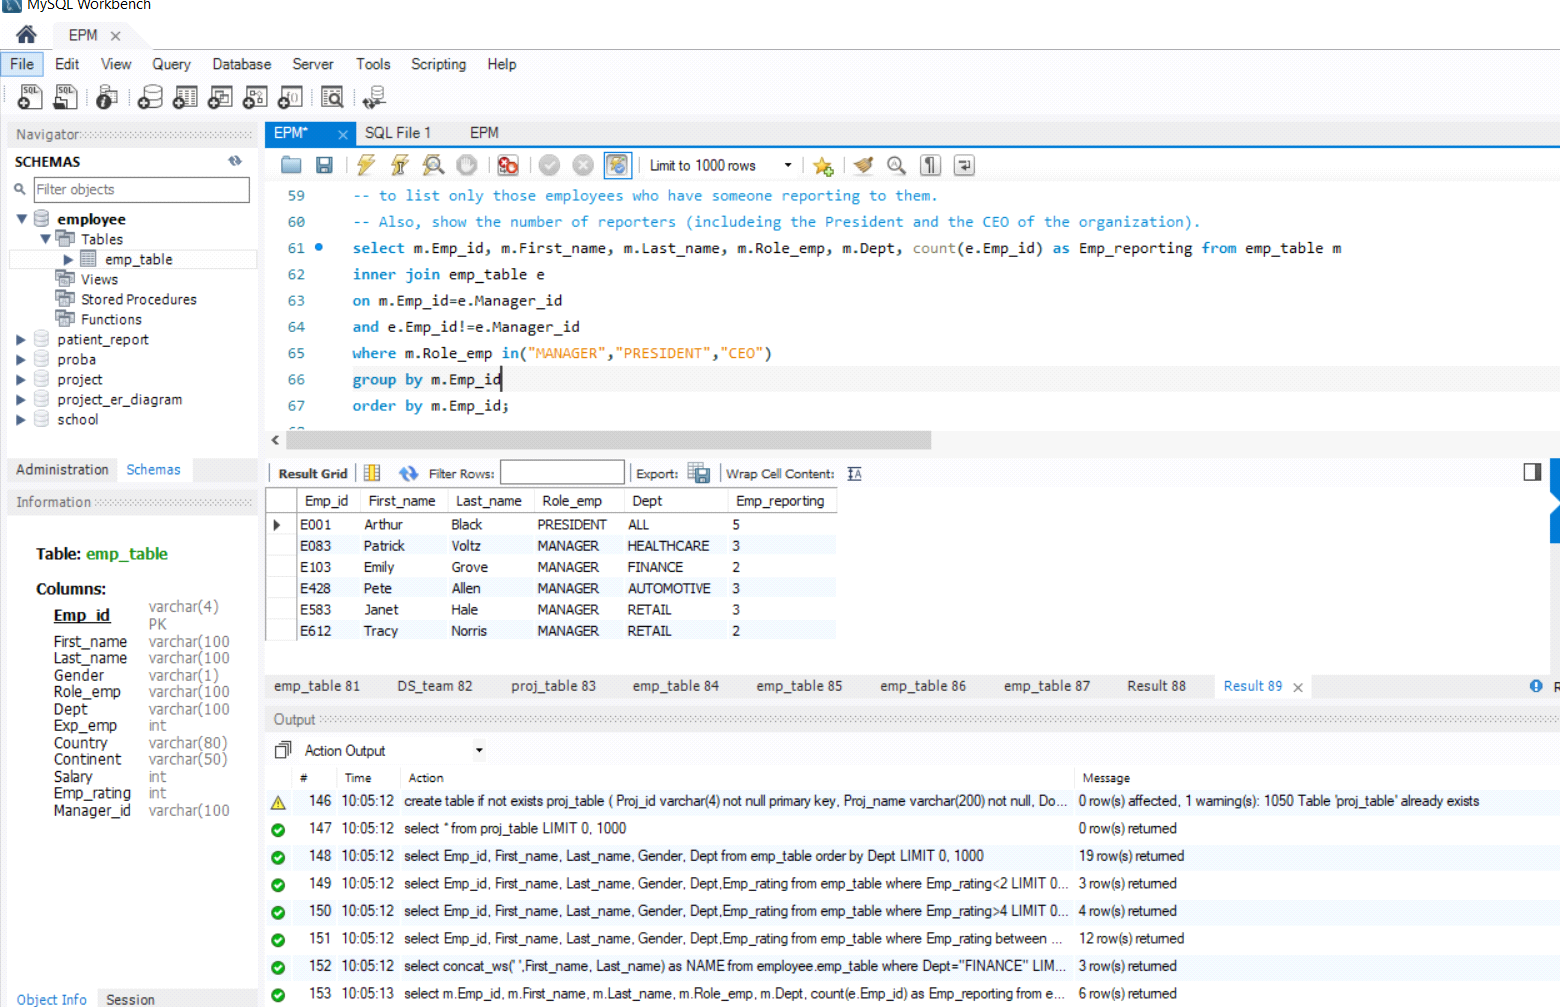 MySQL Workbench
EPM
File Edit View Query Database Server Tools Scripting Help
Navigator
SCHEMAS
Filter objects
employee
Tables
emp_table
Views
Stored Procedures
Functions
patient_report
proba
project
project_er_diagram
school
Administration Schemas
Information
Table: emp_table
Columns:
Emp_id varchar(4) PK
First_name varchar(100
Last_name varchar(100
Gender varchar(1)
Role_emp varchar(100
Dept varchar(100
Exp_emp int
Country varchar(80)
Continent varchar(50)
Salary int
Emp_rating int
Manager_id varchar(100
Object Info Session
EPM* SQL File 1 EPM
Limit to 1000 rows
59 -- to list only those employees who have someone reporting to them.
60 -- Also, show the number of reporters (includeing the President and the CEO of the organization).
61 select m.Emp_id, m.First_name, m.Last_name, m.Role_emp, m.Dept, count(e.Emp_id) as Emp_reporting from emp_table m
62 inner join emp_table e
63 on m.Emp_id=e.Manager_id
64 and e.Emp_id!=e.Manager_id
65 where m.Role_emp in("MANAGER","PRESIDENT","CEO")
66 group by m.Emp_id
67 order by m.Emp_id;
Result Grid Filter Rows: Export: Wrap Cell Content:
Emp_id First_name Last_name Role_emp Dept Emp_reporting
E001 Arthur Black PRESIDENT ALL 5
E083 Patrick Voltz MANAGER HEALTHCARE 3
E103 Emily Grove MANAGER FINANCE 2
E428 Pete Allen MANAGER AUTOMOTIVE 3
E583 Janet Hale MANAGER RETAIL 3
E612 Tracy Norris MANAGER RETAIL 2
emp_table 81 DS_team 82 proj_table 83 emp_table 84 emp_table 85 emp_table 86 emp_table 87 Result 88 Result 89
Output
Action Output
# Time Action Message
146 10:05:12 create table if not exists proj_table ( Proj_id varchar(4) not null primary key, Proj_name varchar(200) not null, Do... 0 row(s) affected, 1 warning(s): 1050 Table 'proj_table' already exists
147 10:05:12 select * from proj_table LIMIT 0, 1000 0 row(s) returned
148 10:05:12 select Emp_id, First_name, Last_name, Gender, Dept from emp_table order by Dept LIMIT 0, 1000 19 row(s) returned
149 10:05:12 select Emp_id, First_name, Last_name, Gender, Dept,Emp_rating from emp_table where Emp_rating<2 LIMIT 0... 3 row(s) returned
150 10:05:12 select Emp_id, First_name, Last_name, Gender, Dept,Emp_rating from emp_table where Emp_rating>4 LIMIT 0... 4 row(s) returned
151 10:05:12 select Emp_id, First_name, Last_name, Gender, Dept,Emp_rating from emp_table where Emp_rating between ... 12 row(s) returned
152 10:05:12 select concat_ws(' ',First_name, Last_name) as NAME from employee.emp_table where Dept="FINANCE" LIM... 3 row(s) returned
153 10:05:13 select m.Emp_id, m.First_name, m.Last_name, m.Role_emp, m.Dept, count(e.Emp_id) as Emp_reporting from e... 6 row(s) returned